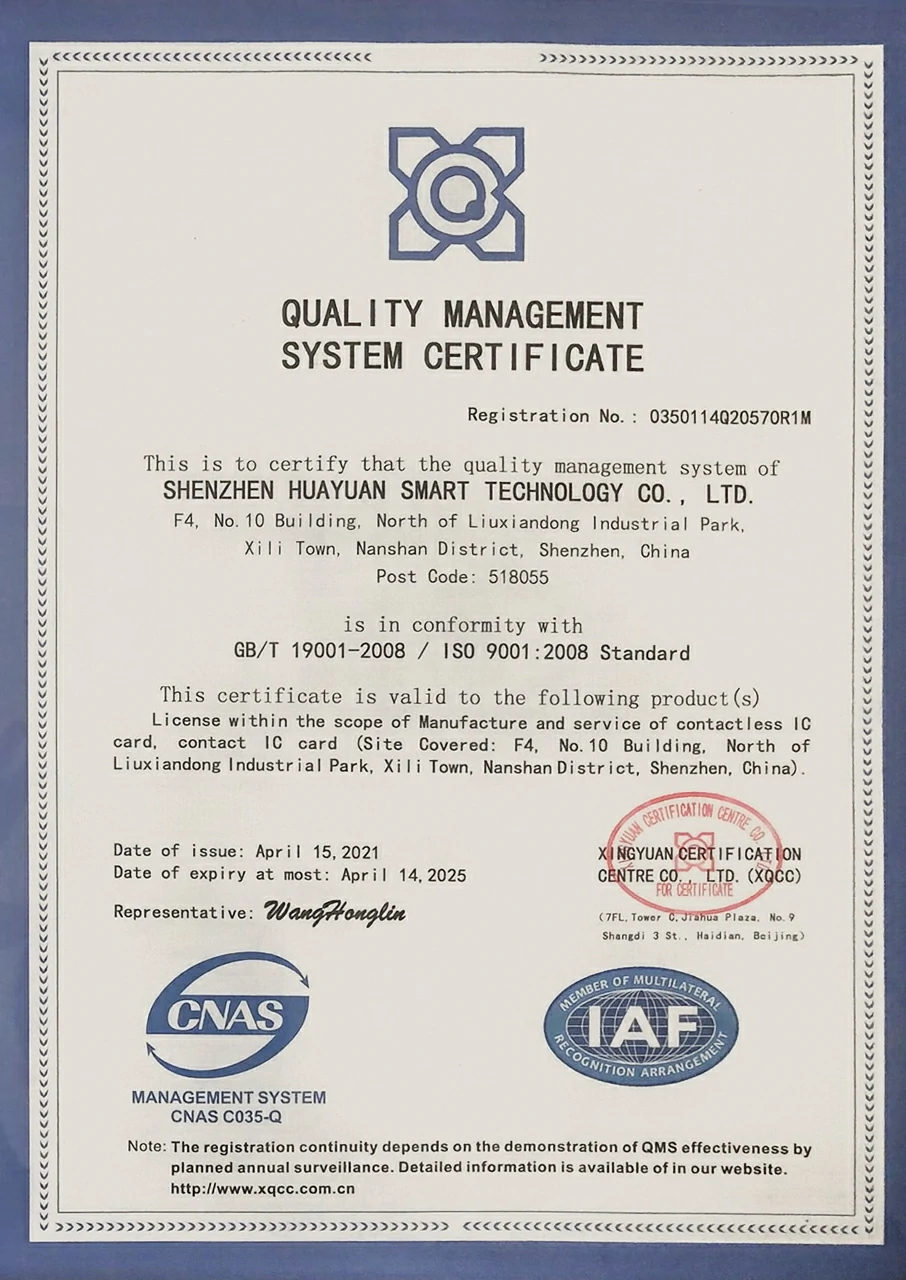 QUALITY MANAGEMENT
SYSTEM CERTIFICATE
Registration No.: 0350114Q20570R1M
This is to certify that the quality management system of
SHENZHEN HUAYUAN SMART TECHNOLOGY CO., LTD.
F4, No.10 Building, North of Liuxiandong Industrial Park,
Xili Town, Nanshan District, Shenzhen, China
Post Code: 518055
is in conformity with
GB/T 19001-2008 / ISO 9001:2008 Standard
This certificate is valid to the following product(s)
License within the scope of Manufacture and service of contactless IC
card, contact IC card (Site Covered: F4, No.10 Building, North of
Liuxiandong Industrial Park, Xili Town, Nanshan District, Shenzhen, China).
Date of issue: April 15,2021
Date of expiry at most: April 14,2025
Representative: WangHonglin
XINGYUAN CERTIFICATION CENTRE CO., LTD
FOR CERTIFICATE
XINGYUAN CERTIFICATION
CENTRE CO., LTD. (XQCC)
(7FL, Tower C, Jiahua Plaza, No.9
Shangdi 3 St., Haidian, Beijing)
CNAS
MANAGEMENT SYSTEM
CNAS C035-Q
MEMBER OF MULTILATERAL
IAF
RECOGNITION ARRANGEMENT
Note: The registration continuity depends on the demonstration of QMS effectiveness by
planned annual surveillance. Detailed information is available of in our website.
http://www.xqcc.com.cn